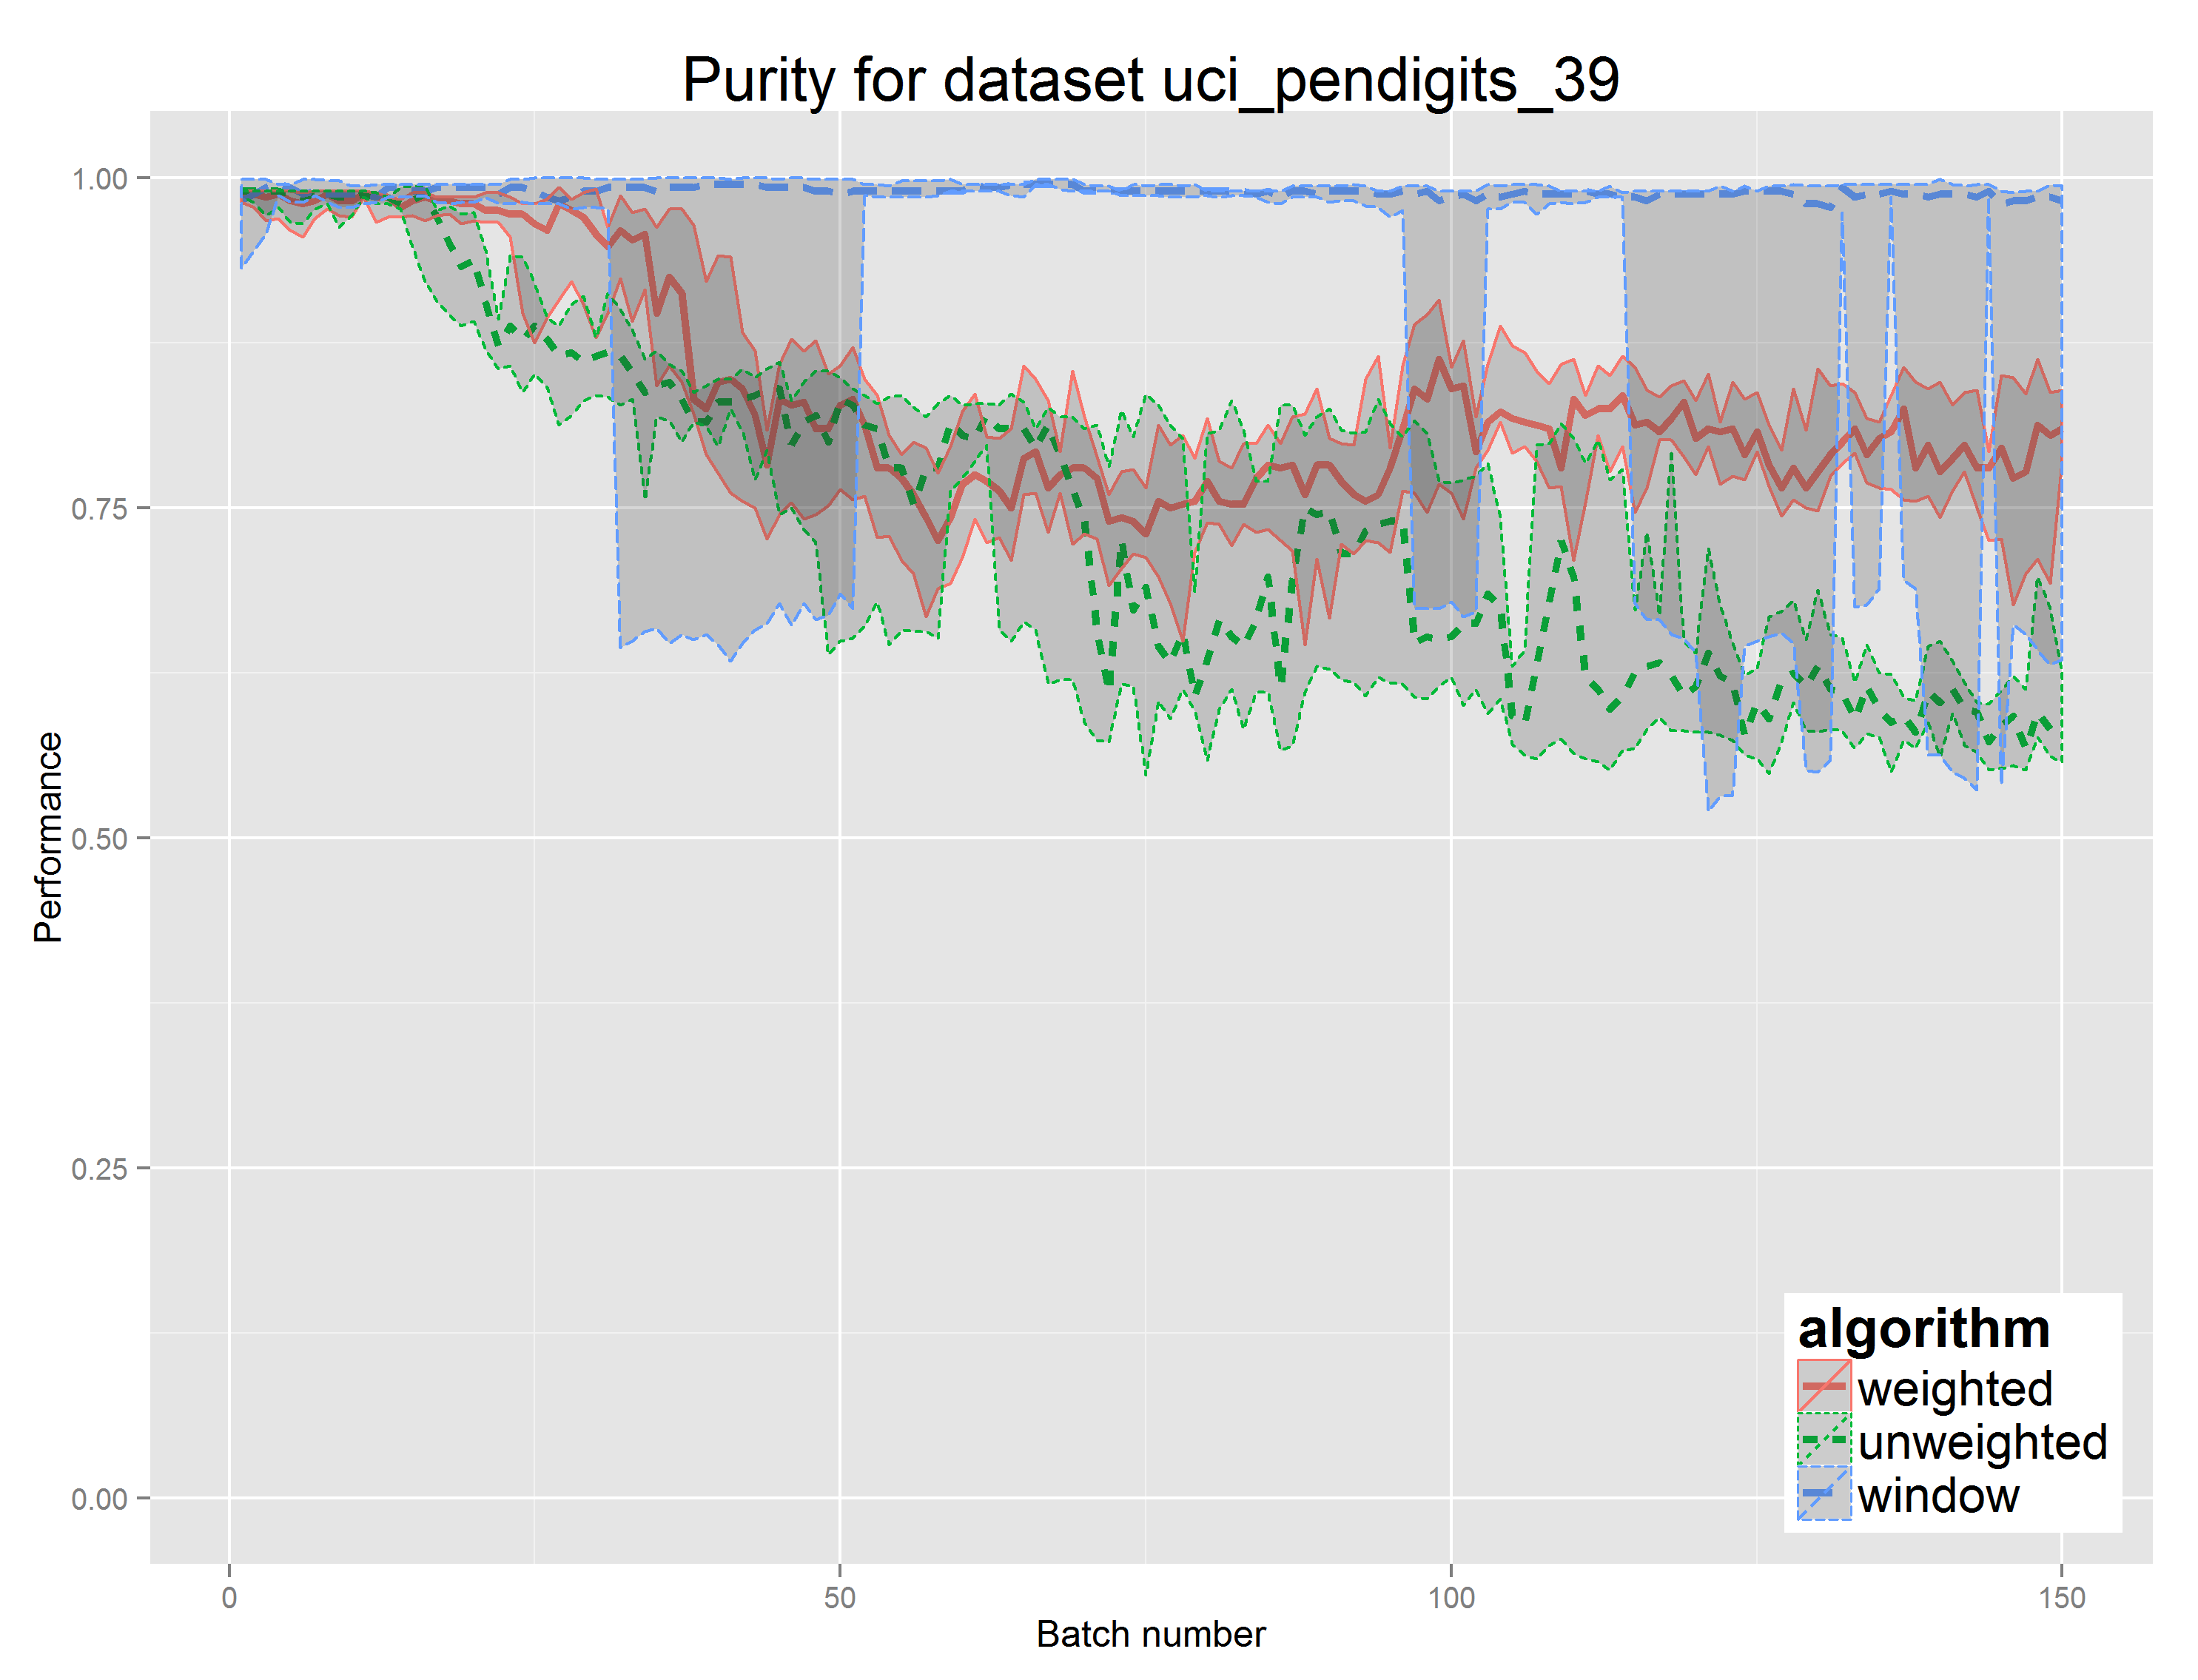 Purity for dataset uci_pendigits_39
1.00
0.75
0.50
0.25
0.00
Performance
0
50
100
150
Batch number
algorithm
weighted
unweighted
window